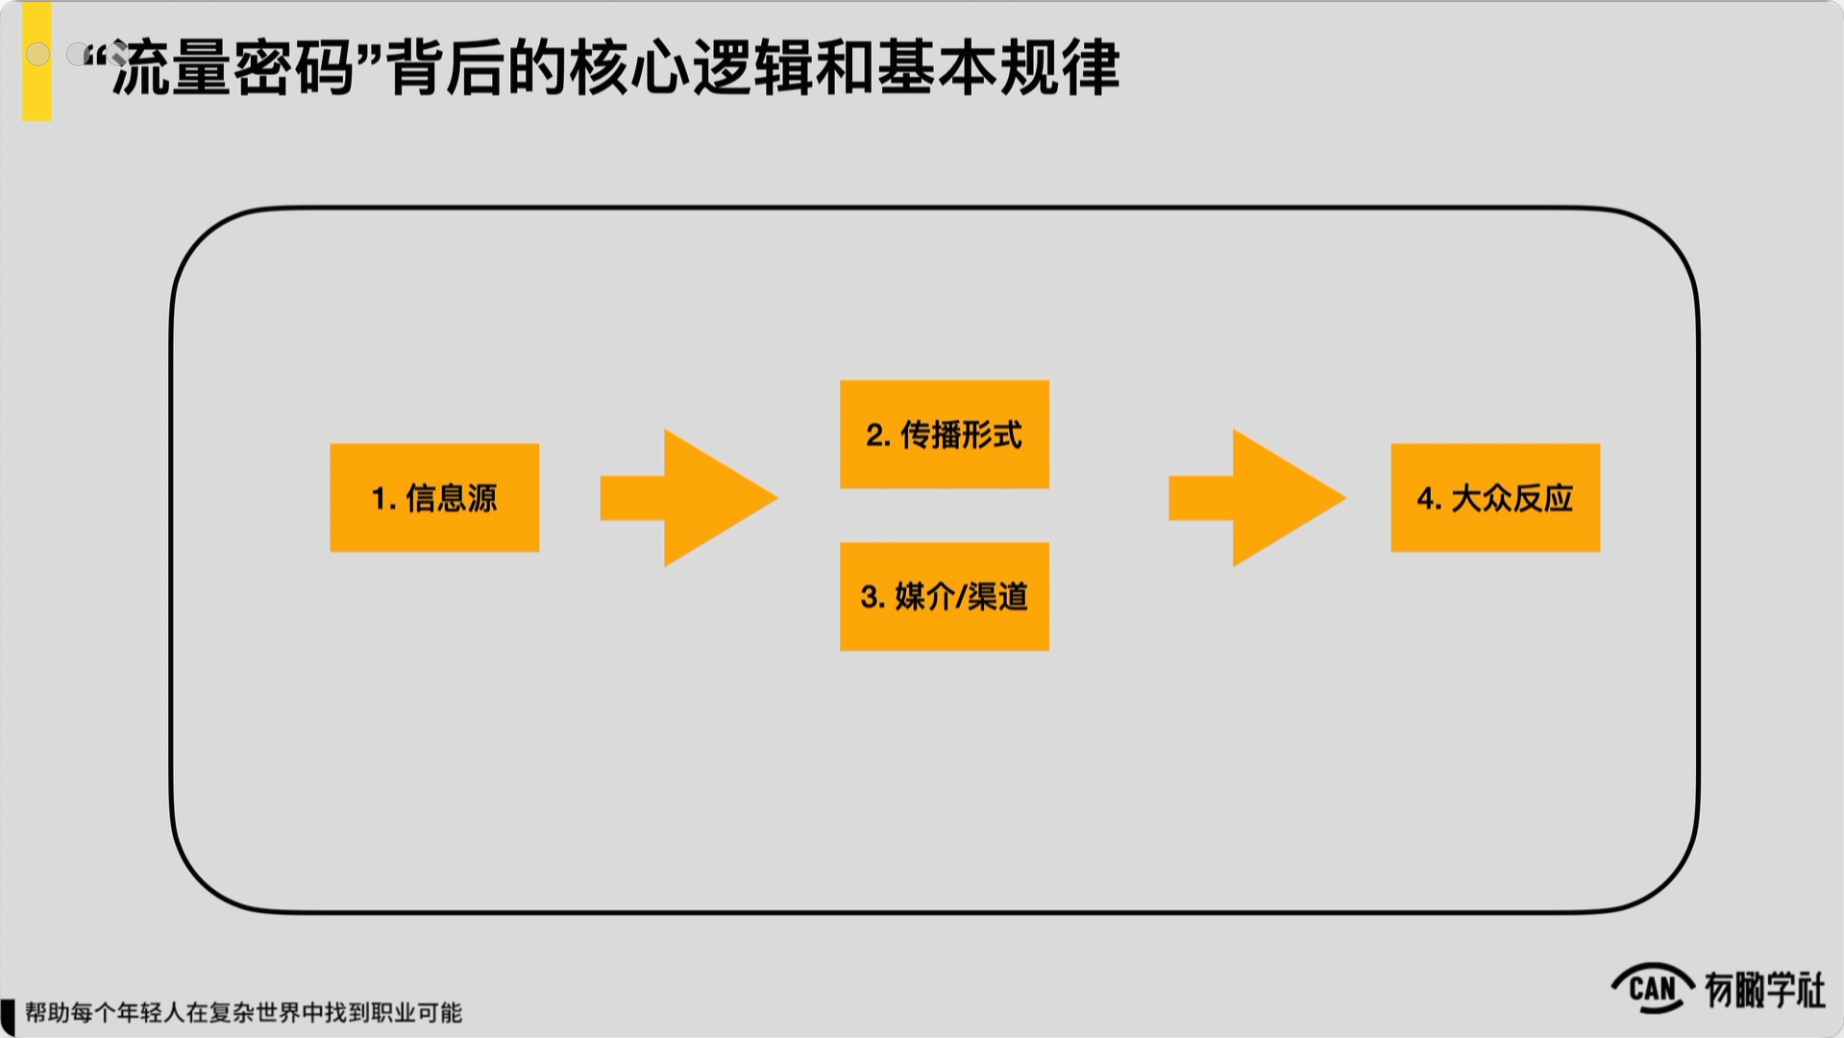 “流量密码”背后的核心逻辑和基本规律
1. 信息源
2. 传播形式
3. 媒介/渠道
4. 大众反应
帮助每个年轻人在复杂世界中找到职业可能
CAN 有瞰学社